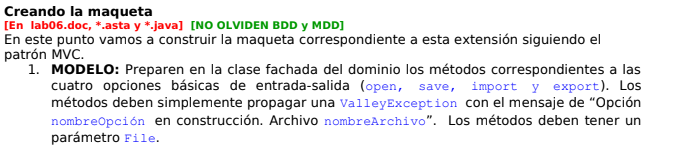 Creando la maqueta
[En lab06.doc, *.asta y *.java] [NO OLVIDEN BDD y MDD]
En este punto vamos a construir la maqueta correspondiente a esta extensión siguiendo el
patrón MVC.
1. MODELO: Preparen en la clase fachada del dominio los métodos correspondientes a las
cuatro opciones básicas de entrada-salida (open, save, import y export). Los
métodos deben simplemente propagar una ValleyException con el mensaje de “Opción
nombreOpción en construcción. Archivo nombreArchivo”. Los métodos deben tener un
parámetro File.